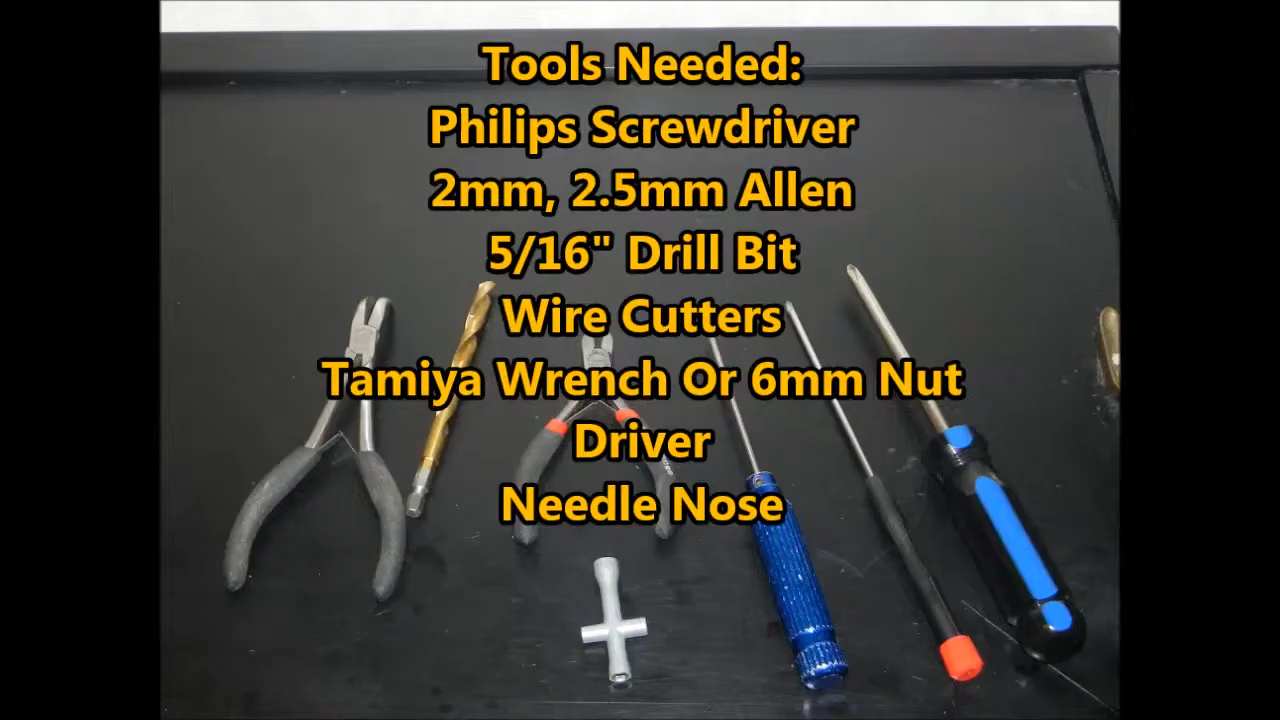 Tools Needed:
Philips Screwdriver
2mm, 2.5mm Allen
5/16" Drill Bit
Wire Cutters
Tamiya Wrench Or 6mm Nut
Driver
Needle Nose